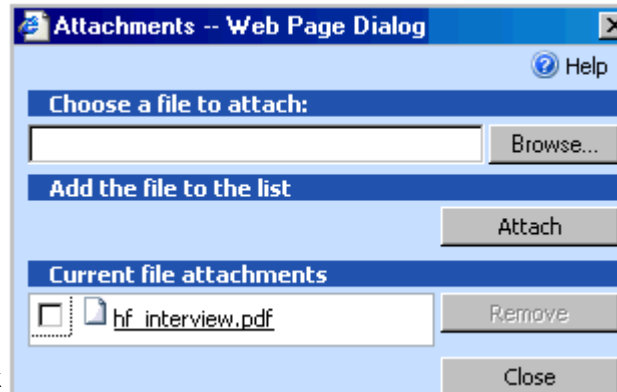 Attachments -- Web Page Dialog
Help
Choose a file to attach:
Browse...
Add the file to the list
Attach
Current file attachments
hf_interview.pdf
Remove
Close